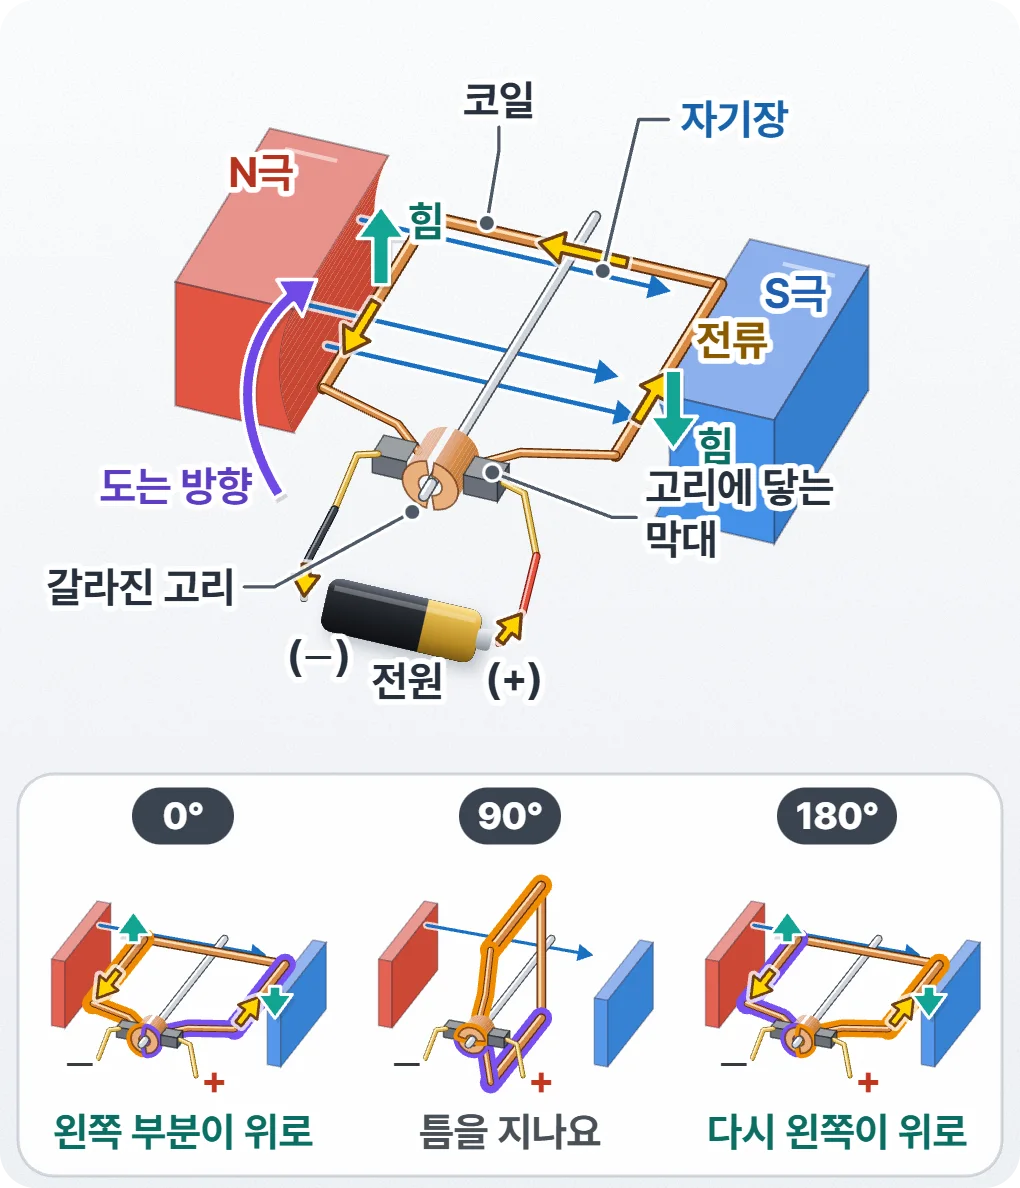 코일
자기장
N극
힘
S극
전류
힘
도는 방향
고리에 닿는
막대
갈라진 고리
(–)
전원
(+)
0°
90°
180°
–
+
–
+
–
+
왼쪽 부분이 위로
틈을 지나요
다시 왼쪽이 위로